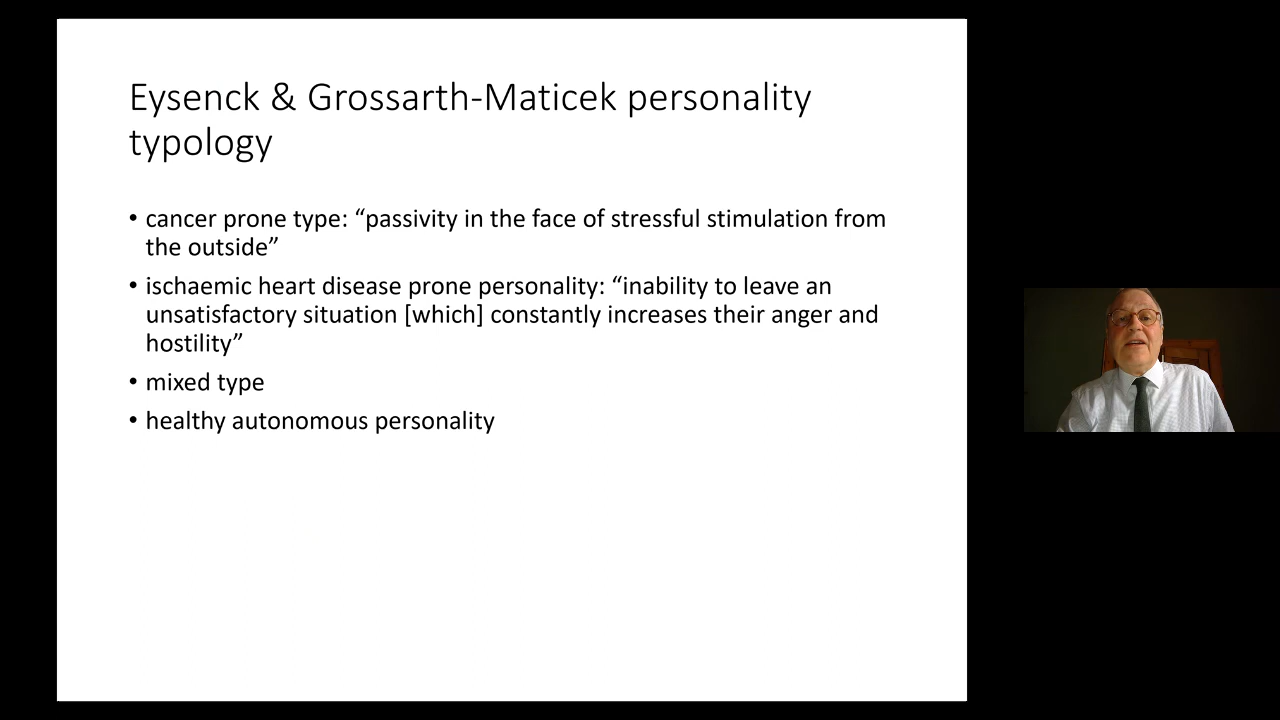 Eysenck & Grossarth-Maticek personality
typology
• cancer prone type: “passivity in the face of stressful stimulation from
the outside”
• ischaemic heart disease prone personality: “inability to leave an
unsatisfactory situation [which] constantly increases their anger and
hostility”
• mixed type
• healthy autonomous personality